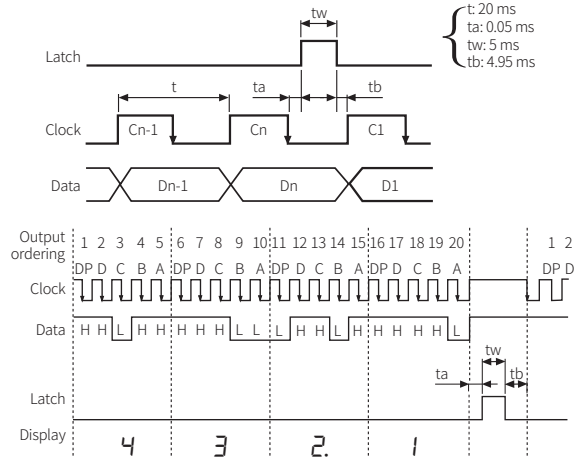 tw
Latch
t: 20 ms
ta: 0.05 ms
tw: 5 ms
tb: 4.95 ms
t
ta
tb
Clock
Cn-1
Cn
C1
Data
Dn-1
Dn
D1
Output ordering
1 2 3 4 5 6 7 8 9 10 11 12 13 14 15 16 17 18 19 20 1 2
DP D C B A DP D C B A DP D C B A DP D C B A DP D
Clock
Data
H H L H H H H H L L L H H L H H H H H L
tw
ta
tb
Latch
Display
4 3 2. 1